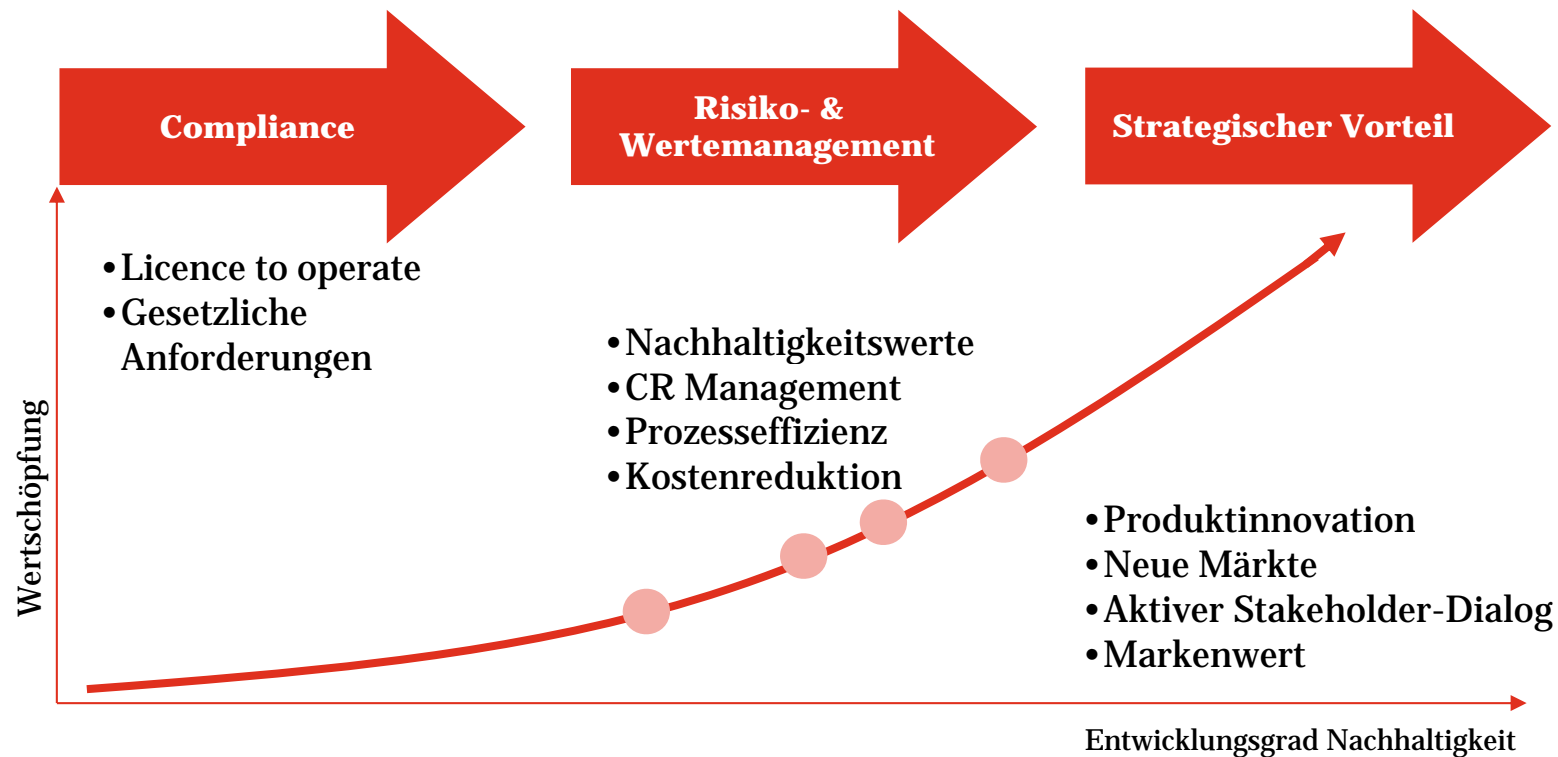 Compliance
Risiko- &
Wertemanagement
Strategischer Vorteil
•Licence to operate
•Gesetzliche
Anforderungen
•Nachhaltigkeitswerte
•CR Management
•Prozesseffizienz
•Kostenreduktion
•Produktinnovation
•Neue Märkte
•Aktiver Stakeholder-Dialog
•Markenwert
Wertschöpfung
Entwicklungsgrad Nachhaltigkeit